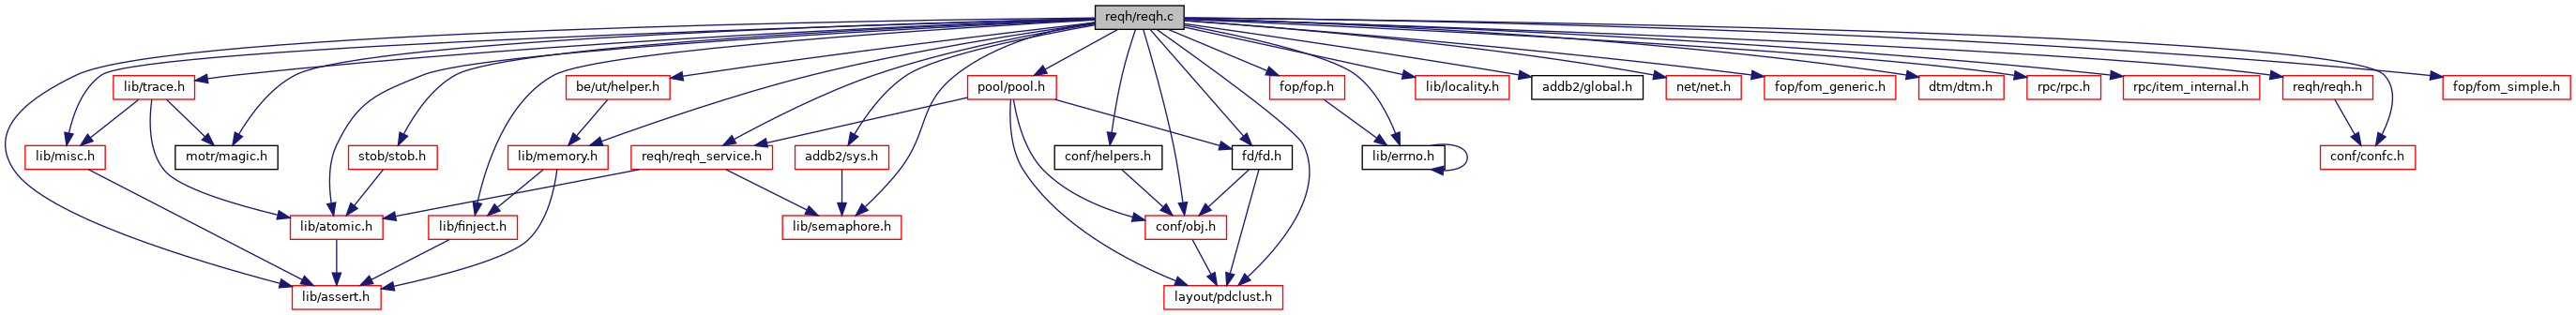 reqh/reqh.c
lib/trace.h
be/ut/helper.h
pool/pool.h
fop/fop.h
lib/locality.h
addb2/global.h
net/net.h
fop/fom_generic.h
dtm/dtm.h
rpc/rpc.h
rpc/item_internal.h
reqh/reqh.h
fop/fom_simple.h
lib/misc.h
motr/magic.h
stob/stob.h
lib/memory.h
reqh/reqh_service.h
addb2/sys.h
conf/helpers.h
fd/fd.h
lib/errno.h
conf/confc.h
lib/atomic.h
lib/finject.h
lib/semaphore.h
conf/obj.h
lib/assert.h
layout/pdclust.h